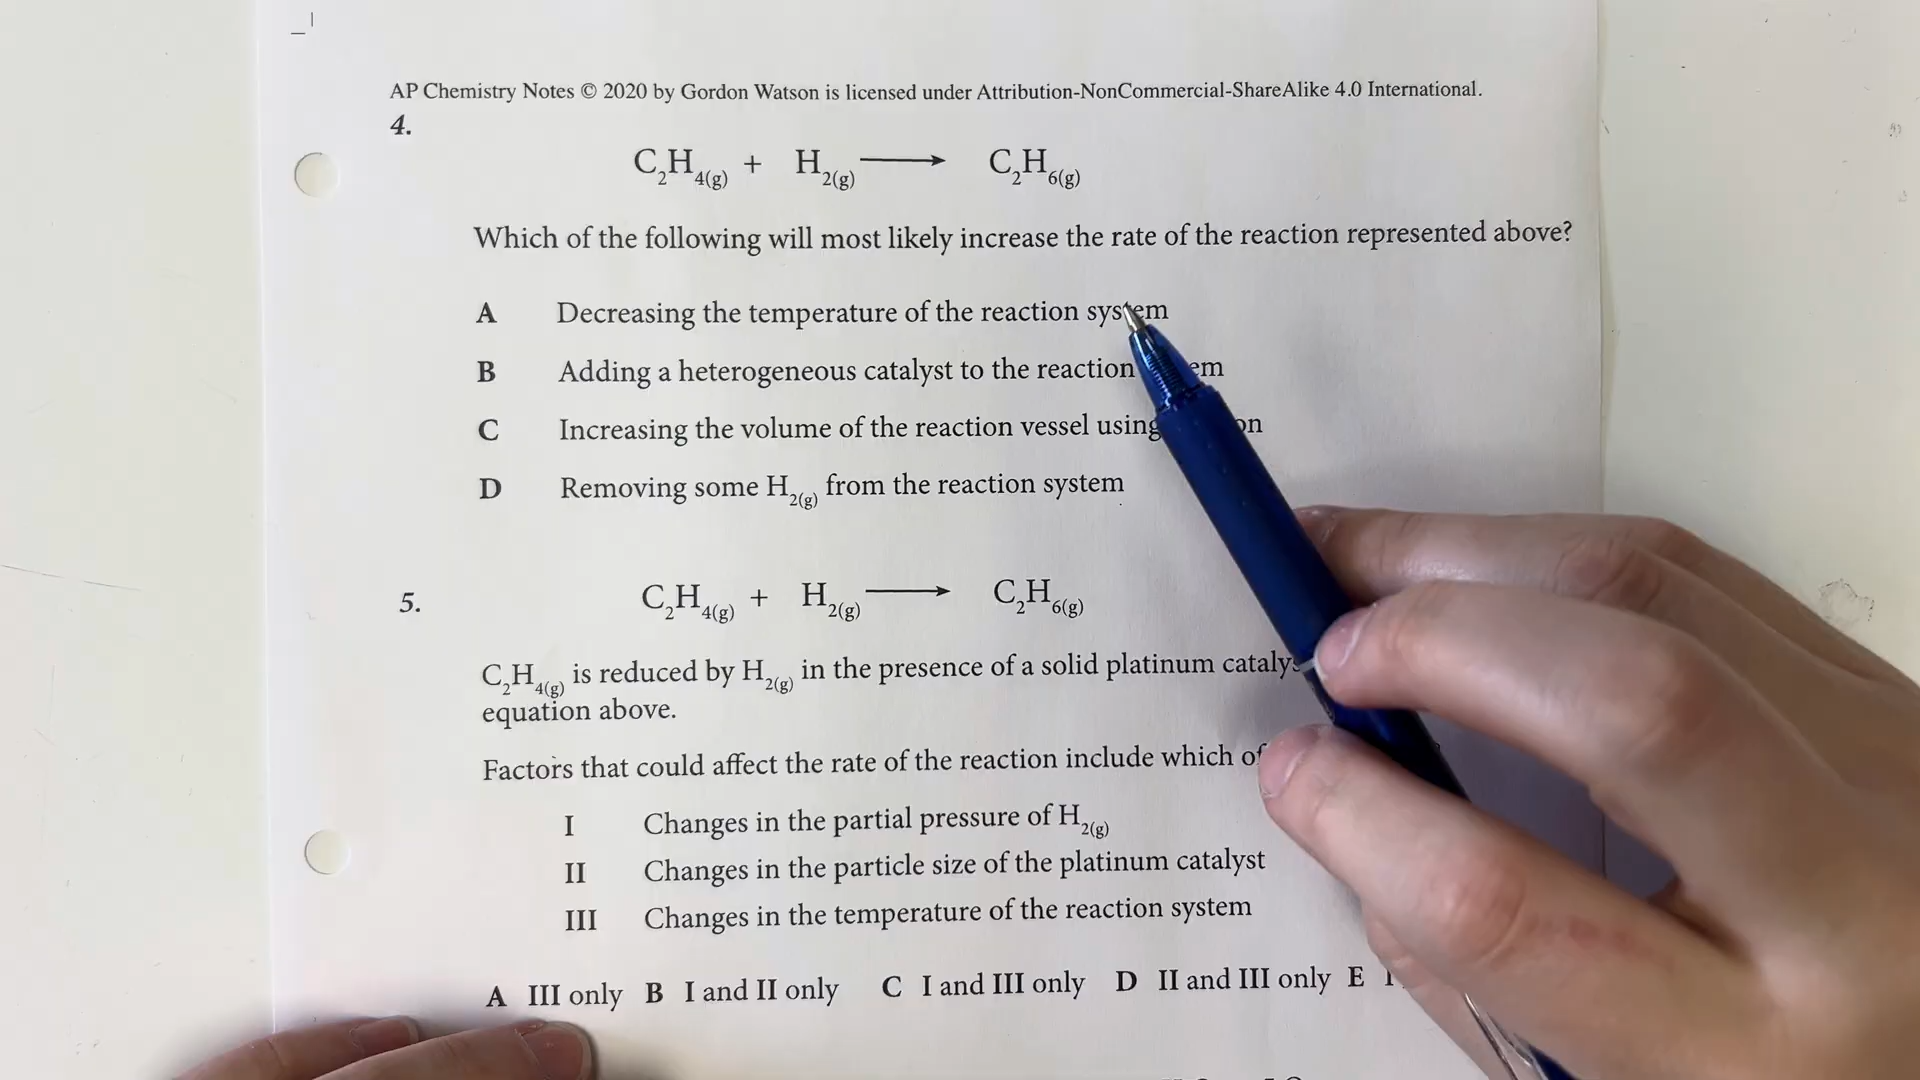 AP Chemistry Notes © 2020 by Gordon Watson is licensed under Attribution-NonCommercial-ShareAlike 4.0 International.
4.
C₂H₄(g) + H₂(g) ⟶ C₂H₆(g)
Which of the following will most likely increase the rate of the reaction represented above?
A Decreasing the temperature of the reaction system
B Adding a heterogeneous catalyst to the reaction
C Increasing the volume of the reaction vessel using
D Removing some H₂(g) from the reaction system
5. C₂H₄(g) + H₂(g) ⟶ C₂H₆(g)
C₂H₄(g) is reduced by H₂(g) in the presence of a solid platinum
equation above.
Factors that could affect the rate of the reaction include which
I Changes in the partial pressure of H₂(g)
II Changes in the particle size of the platinum catalyst
III Changes in the temperature of the reaction system
A III only B I and II only C I and III only D II and III only E